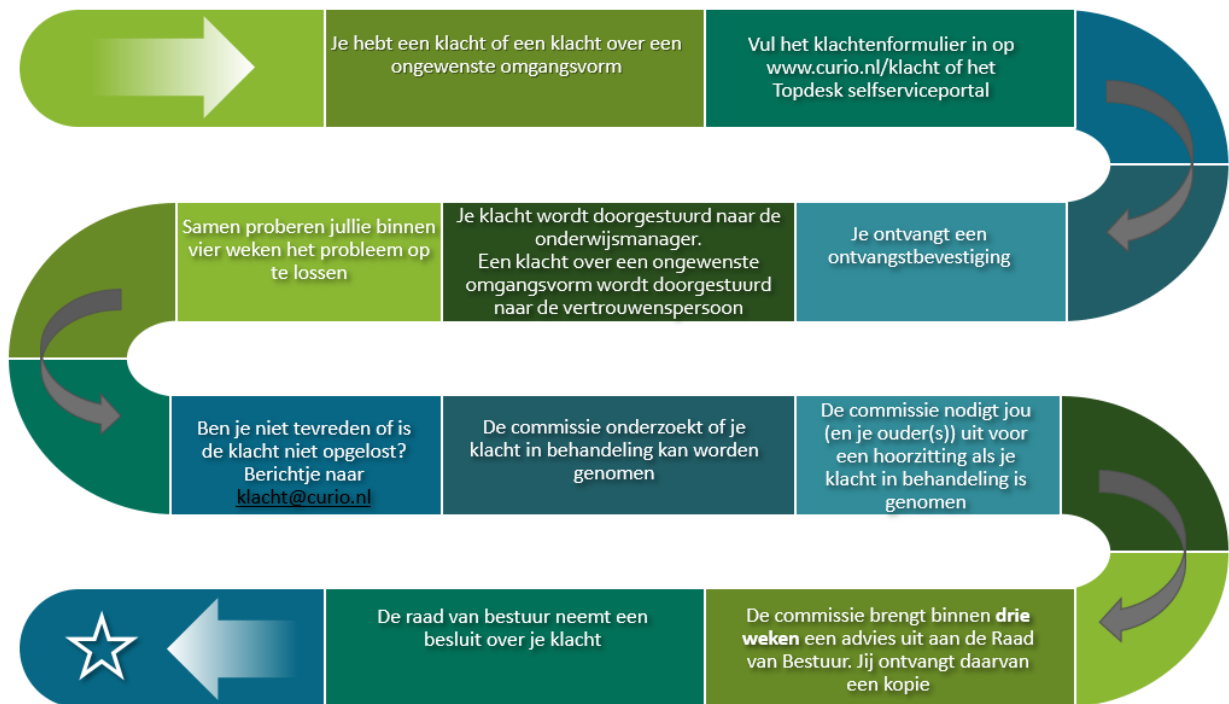 Je hebt een klacht of een klacht over een
ongewenste omgangsvorm
Vul het klachtenformulier in op
www.curio.nl/klacht of het
Topdesk selfserviceportal
Je ontvangt een
ontvangstbevestiging
Je klacht wordt doorgestuurd naar de
onderwijsmanager.
Een klacht over een ongewenste
omgangsvorm wordt doorgestuurd
naar de vertrouwenspersoon
Samen proberen jullie binnen
vier weken het probleem op
te lossen
Ben je niet tevreden of is
de klacht niet opgelost?
Berichtje naar
klacht@curio.nl
De commissie onderzoekt of je
klacht in behandeling kan worden
genomen
De commissie nodigt jou
(en je ouder(s)) uit voor
een hoorzitting als je
klacht in behandeling is
genomen
De commissie brengt binnen drie
weken een advies uit aan de Raad
van Bestuur. Jij ontvangt daarvan
een kopie
De raad van bestuur neemt een
besluit over je klacht